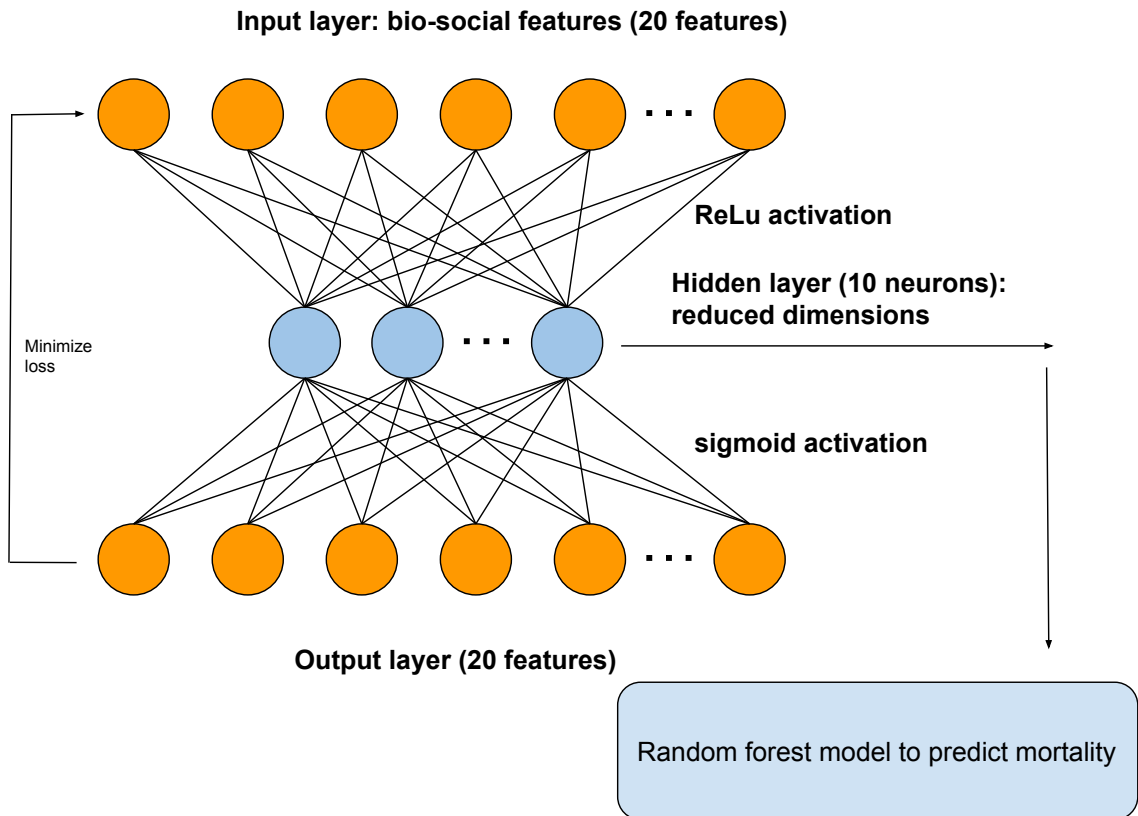 Input layer: bio-social features (20 features)
ReLu activation
Hidden layer (10 neurons):
reduced dimensions
Minimize
loss
sigmoid activation
Output layer (20 features)
Random forest model to predict mortality